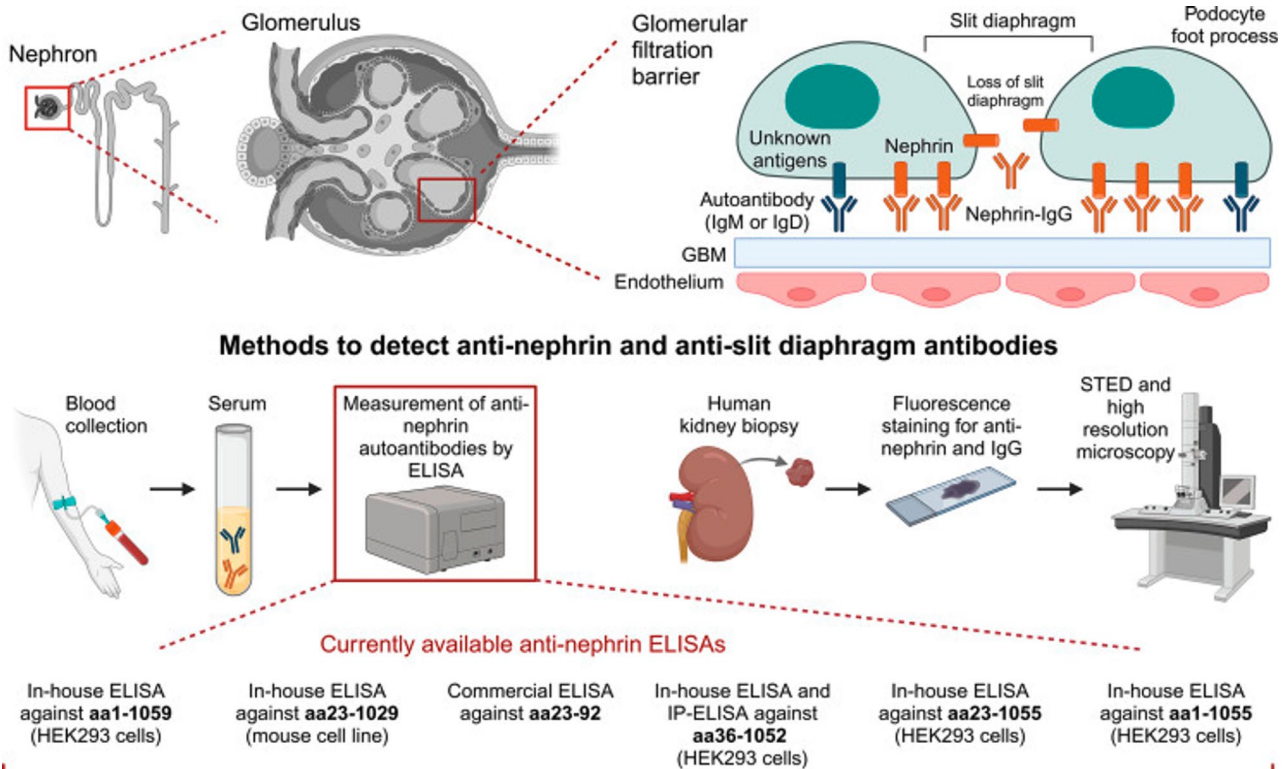 Nephron
Glomerulus
Glomerular
filtration
barrier
Slit diaphragm
Podocyte
foot process
Loss of slit
diaphragm
Unknown
antigens
Nephrin
Autoantibody
(IgM or IgD)
Nephrin-IgG
GBM
Endothelium
Methods to detect anti-nephrin and anti-slit diaphragm antibodies
Blood
collection
Serum
Measurement of anti-
nephrin
autoantibodies by
ELISA
Human
kidney biopsy
Fluorescence
staining for anti-
nephrin and IgG
STED and
high
resolution
microscopy
Currently available anti-nephrin ELISAs
In-house ELISA
against aa1-1059
(HEK293 cells)
In-house ELISA
against aa23-1029
(mouse cell line)
Commercial ELISA
against aa23-92
In-house ELISA and
IP-ELISA against
aa36-1052
(HEK293 cells)
In-house ELISA
against aa23-1055
(HEK293 cells)
In-house ELISA
against aa1-1055
(HEK293 cells)